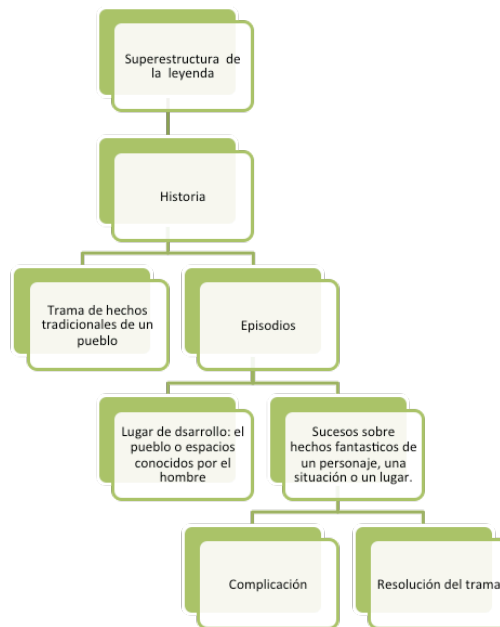 Superestructura de
la leyenda
Historia
Trama de hechos
tradicionales de un
pueblo
Episodios
Lugar de dsarrollo: el
pueblo o espacios
conocidos por el
hombre
Sucesos sobre
hechos fantasticos de
un personaje, una
situación o un lugar.
Complicación
Resolución del trama